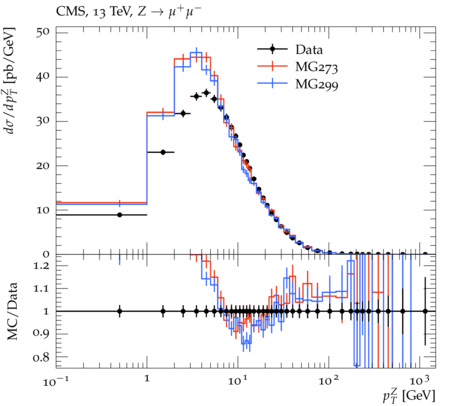 CMS, 13 TeV, Z → μ⁺μ⁻
dσ/dp_T^Z [pb/GeV]
50
40
30
20
10
0
Data
MG273
MG299
MC/Data
1.2
1.1
1
0.9
0.8
10⁻¹
1
10¹
10²
10³
p_T^Z [GeV]